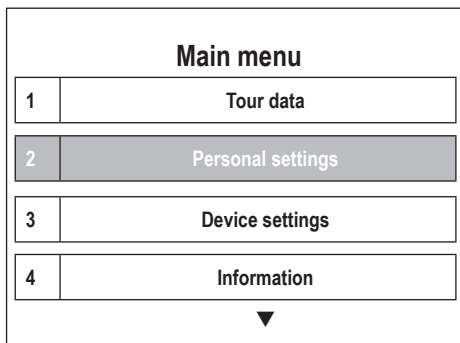 Main menu
1 Tour data
2 Personal settings
3 Device settings
4 Information
▼